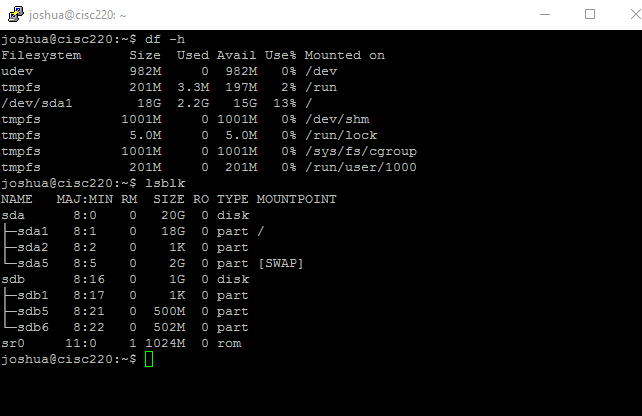 joshua@cisc220: ~
joshua@cisc220:~$ df -h
Filesystem      Size  Used Avail Use% Mounted on
udev            982M     0  982M   0% /dev
tmpfs           201M  3.3M  197M   2% /run
/dev/sda1        18G  2.2G   15G  13% /
tmpfs          1001M     0 1001M   0% /dev/shm
tmpfs           5.0M     0  5.0M   0% /run/lock
tmpfs          1001M     0 1001M   0% /sys/fs/cgroup
tmpfs           201M     0  201M   0% /run/user/1000
joshua@cisc220:~$ lsblk
NAME   MAJ:MIN RM  SIZE RO TYPE MOUNTPOINT
sda      8:0    0   20G  0 disk
├─sda1   8:1    0   18G  0 part /
├─sda2   8:2    0    1K  0 part
└─sda5   8:5    0    2G  0 part [SWAP]
sdb      8:16   0    1G  0 disk
├─sdb1   8:17   0    1K  0 part
├─sdb5   8:21   0  500M  0 part
└─sdb6   8:22   0  502M  0 part
sr0     11:0    1 1024M  0 rom
joshua@cisc220:~$